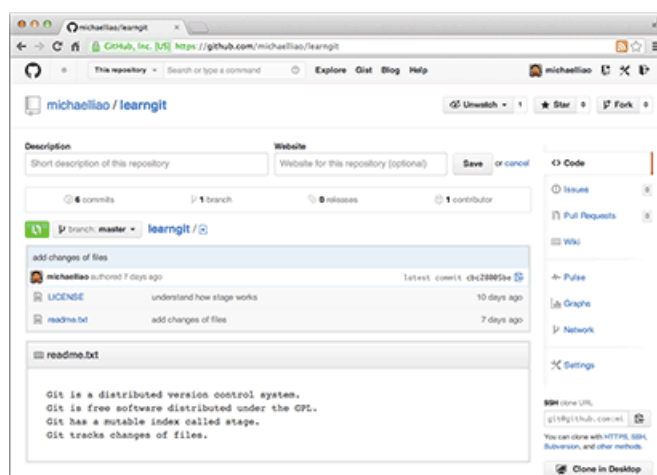 michaelliao/learngit
GitHub, Inc. [US] https://github.com/michaelliao/learngit
This repository Search or type a command Explore Gist Blog Help michaelliao
michaelliao / learngit Unwatch 1 Star 0 Fork 0
Description Website
Short description of this repository Website for this repository (optional) Save or cancel
6 commits 1 branch 0 releases 1 contributor
branch: master learngit /
add changes of files
michaelliao authored 7 days ago latest commit
LICENSE understand how stage works 10 days ago
readme.txt add changes of files 7 days ago
readme.txt
Git is a distributed version control system.
Git is free software distributed under the GPL.
Git has a mutable index called stage.
Git tracks changes of files.
Code
Issues 0
Pull Requests 0
Wiki
Pulse
Graphs
Network
Settings
SSH clone URL
git@github.com:mi
You can clone with HTTPS, SSH,
Subversion, and other methods.
Clone in Desktop